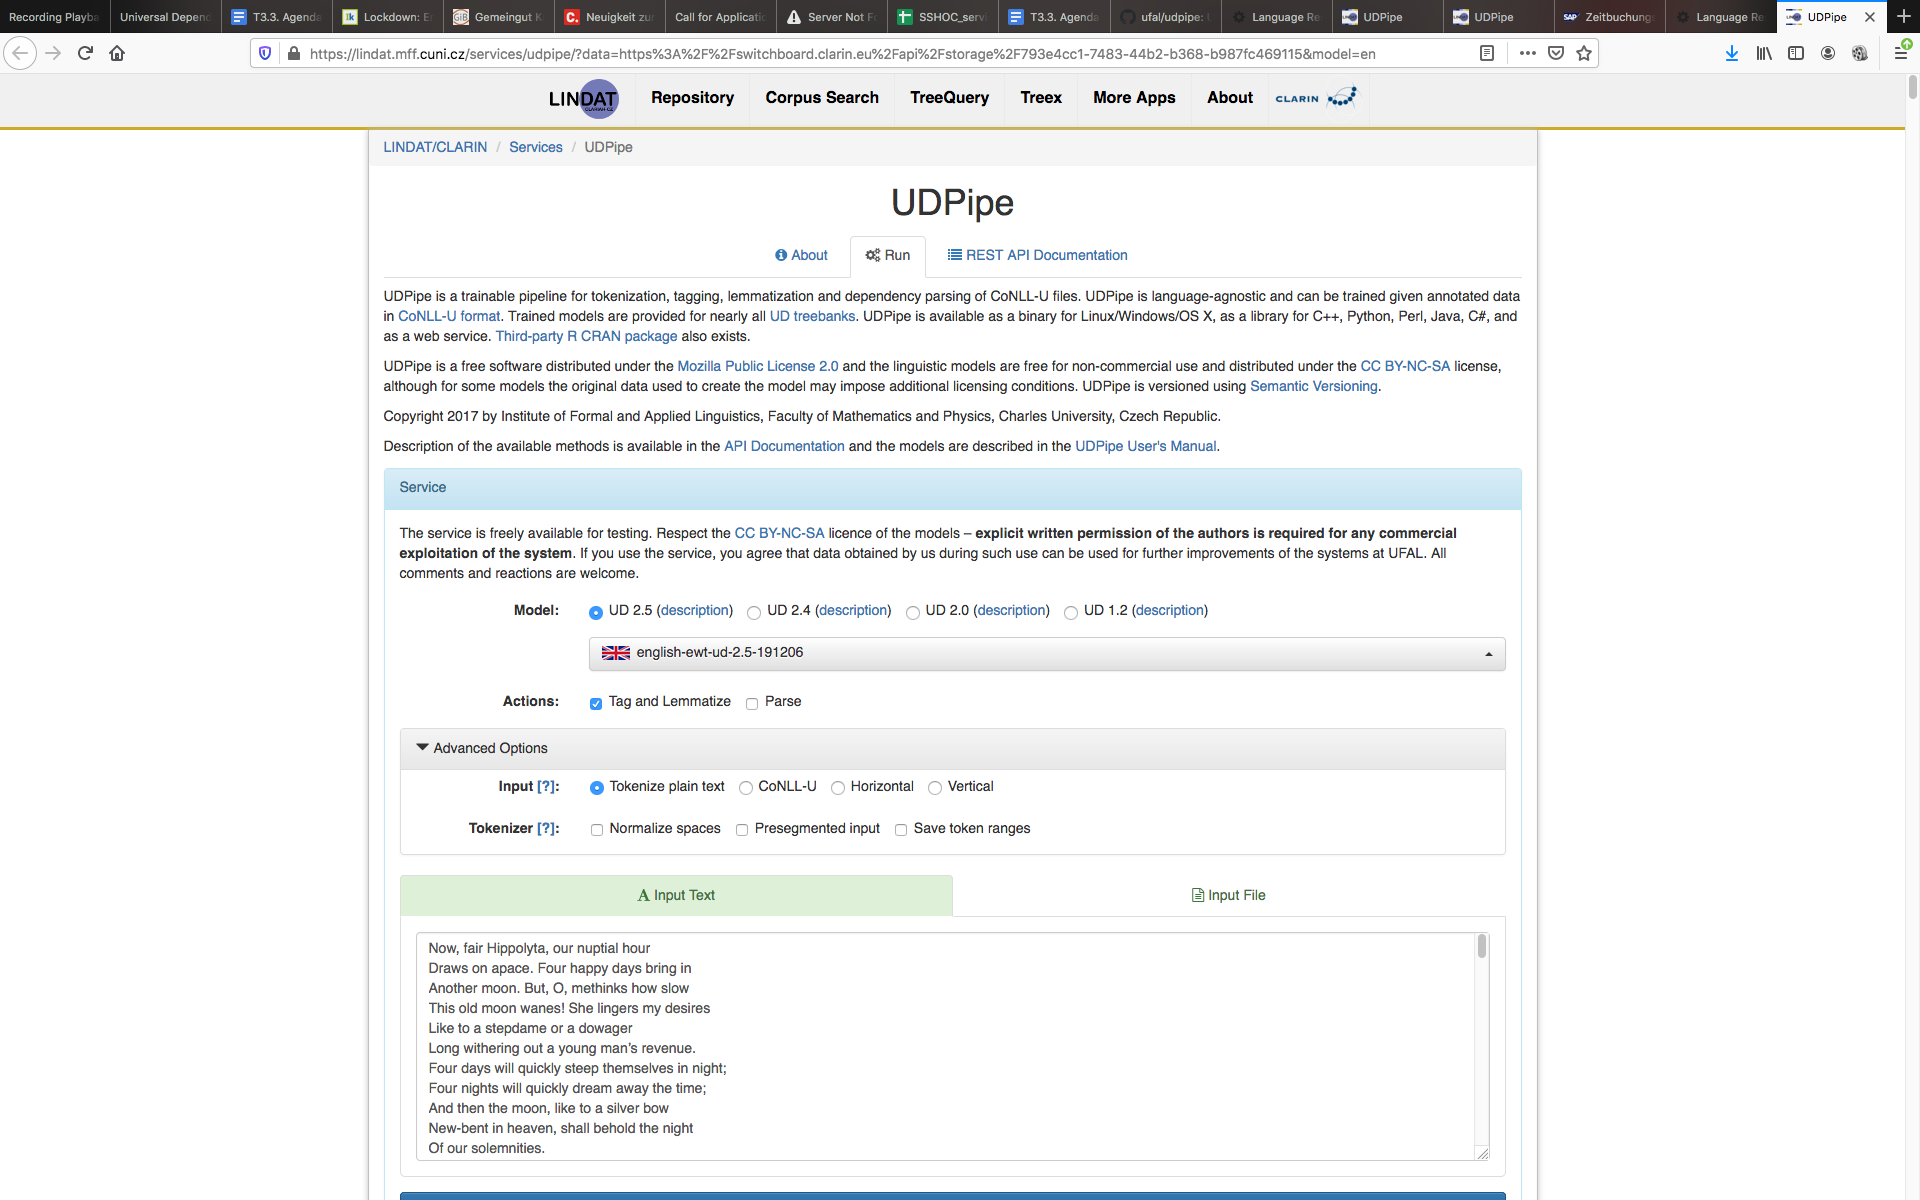 Recording Playba Universal Depend T3.3. Agenda Lockdown: E Gemeingut K Neuigkeit zur Call for Applicatio Server Not F SSHOC_servi T3.3. Agenda ufal/udpipe: U Language Re UDPipe UDPipe Zeitbuchung Language Re UDPipe
https://lindat.mff.cuni.cz/services/udpipe/?data=https%3A%2F%2Fswitchboard.clarin.eu%2Fapi%2Fstorage%2F793e4cc1-7483-44b2-b368-b987fc469115&model=en
LINDAT Repository Corpus Search TreeQuery Treex More Apps About CLARIN
LINDAT/CLARIN / Services / UDPipe
UDPipe
About Run REST API Documentation
UDPipe is a trainable pipeline for tokenization, tagging, lemmatization and dependency parsing of CoNLL-U files. UDPipe is language-agnostic and can be trained given annotated data
in CoNLL-U format. Trained models are provided for nearly all UD treebanks. UDPipe is available as a binary for Linux/Windows/OS X, as a library for C++, Python, Perl, Java, C#, and
as a web service. Third-party R CRAN package also exists.
UDPipe is a free software distributed under the Mozilla Public License 2.0 and the linguistic models are free for non-commercial use and distributed under the CC BY-NC-SA license,
although for some models the original data used to create the model may impose additional licensing conditions. UDPipe is versioned using Semantic Versioning.
Copyright 2017 by Institute of Formal and Applied Linguistics, Faculty of Mathematics and Physics, Charles University, Czech Republic.
Description of the available methods is available in the API Documentation and the models are described in the UDPipe User's Manual.
Service
The service is freely available for testing. Respect the CC BY-NC-SA licence of the models – explicit written permission of the authors is required for any commercial
exploitation of the system. If you use the service, you agree that data obtained by us during such use can be used for further improvements of the systems at UFAL. All
comments and reactions are welcome.
Model: UD 2.5 (description) UD 2.4 (description) UD 2.0 (description) UD 1.2 (description)
english-ewt-ud-2.5-191206
Actions: Tag and Lemmatize Parse
Advanced Options
Input [?]: Tokenize plain text CoNLL-U Horizontal Vertical
Tokenizer [?]: Normalize spaces Presegmented input Save token ranges
Input Text Input File
Now, fair Hippolyta, our nuptial hour
Draws on apace. Four happy days bring in
Another moon. But, O, methinks how slow
This old moon wanes! She lingers my desires
Like to a stepdame or a dowager
Long withering out a young man's revenue.
Four days will quickly steep themselves in night;
Four nights will quickly dream away the time;
And then the moon, like to a silver bow
New-bent in heaven, shall behold the night
Of our solemnities.